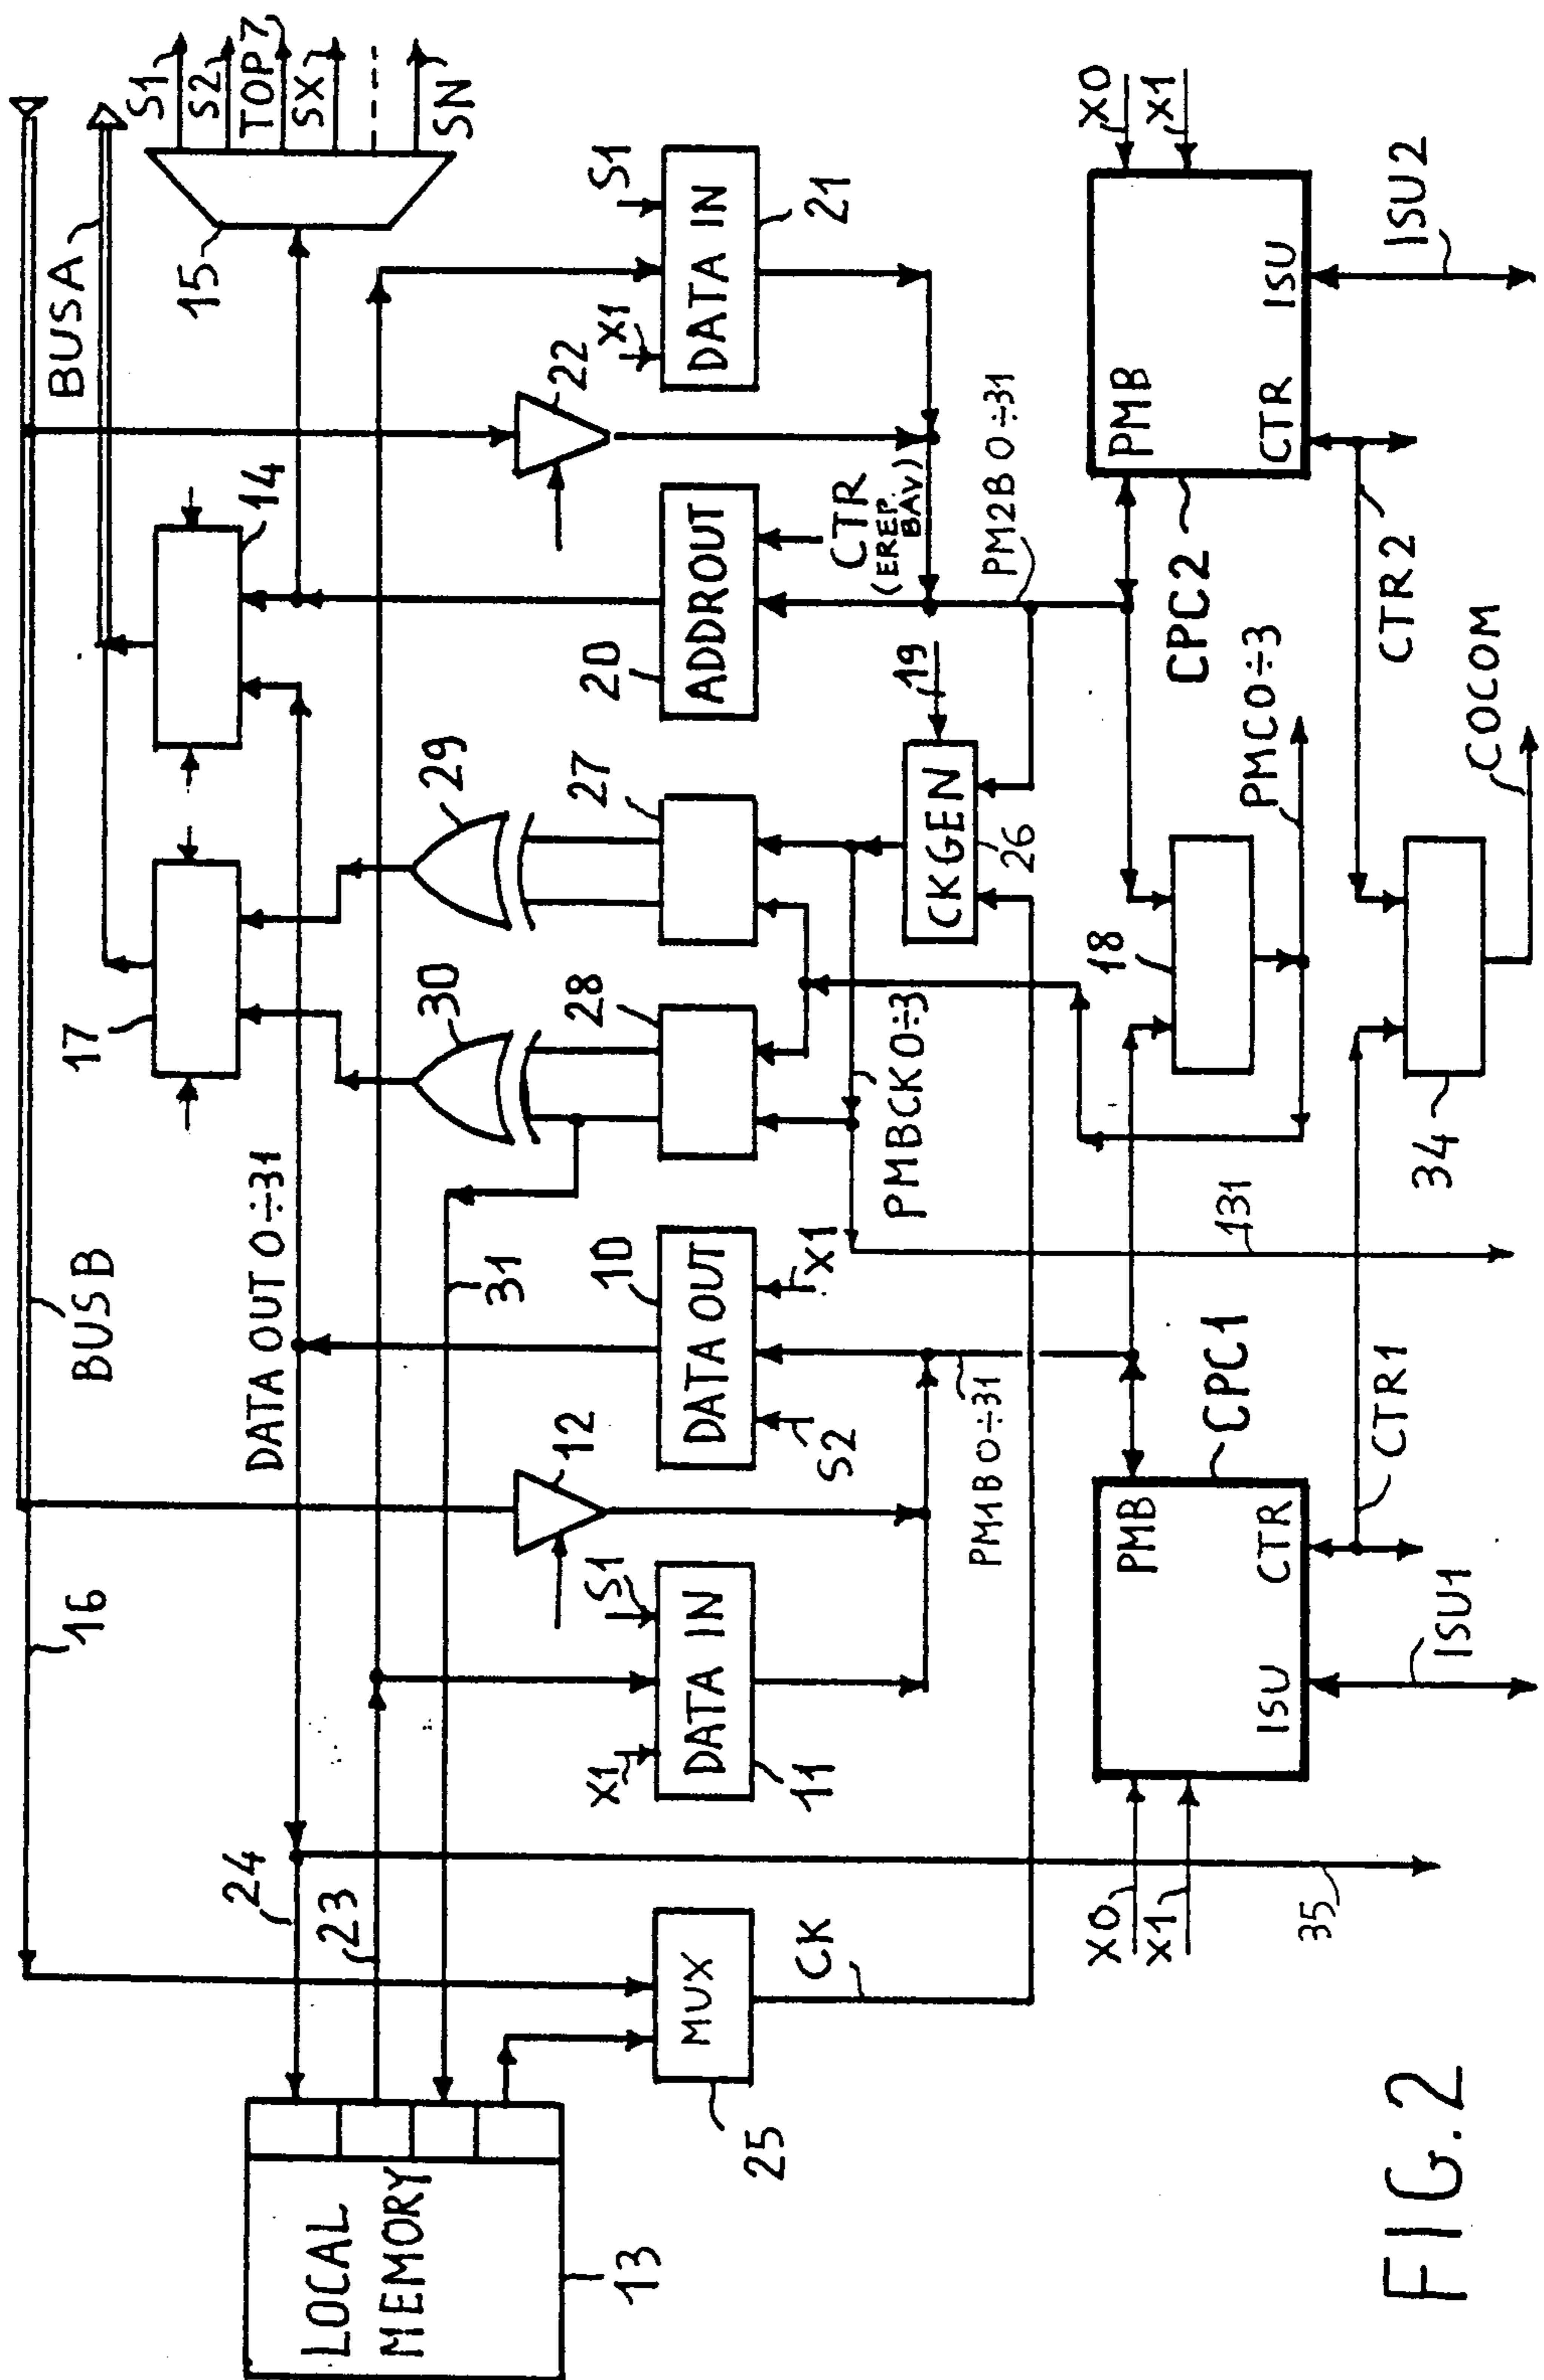 BUSB
BUSA
16
17
14
15
S1
S2
TOP7
SX
SN
24
DATA OUT 0÷31
23
LOCAL
MEMORY
13
31
30
29
12
22
X1
S1
X1
S1
MUX
25
DATA IN
11
DATA OUT
10
28
27
ADDROUT
20
DATA IN
21
S2
X1
CK
PMBCK0÷3
CKGEN
26
19
CTR
(EREP.
BAV)
PM1B 0÷31
PM2B 0÷31
X0
X1
PMB
CTR
ISU
CPC1
131
18
CPC2
PMB
CTR
ISU
X0
X1
35
PMC0÷3
ISU1
CTR1
34
CTR2
COCOM
ISU2
FIG.2